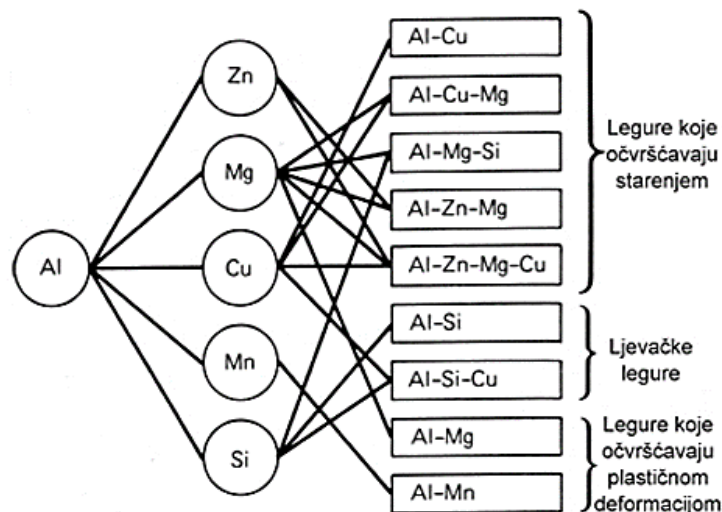 Al
Zn
Mg
Cu
Mn
Si
Al-Cu
Al-Cu-Mg
Al-Mg-Si
Al-Zn-Mg
Al-Zn-Mg-Cu
Al-Si
Al-Si-Cu
Al-Mg
Al-Mn
Legure koje
očvršćavaju
starenjem
Ljevačke
legure
Legure koje
očvršćavaju
plastičnom
deformacijom